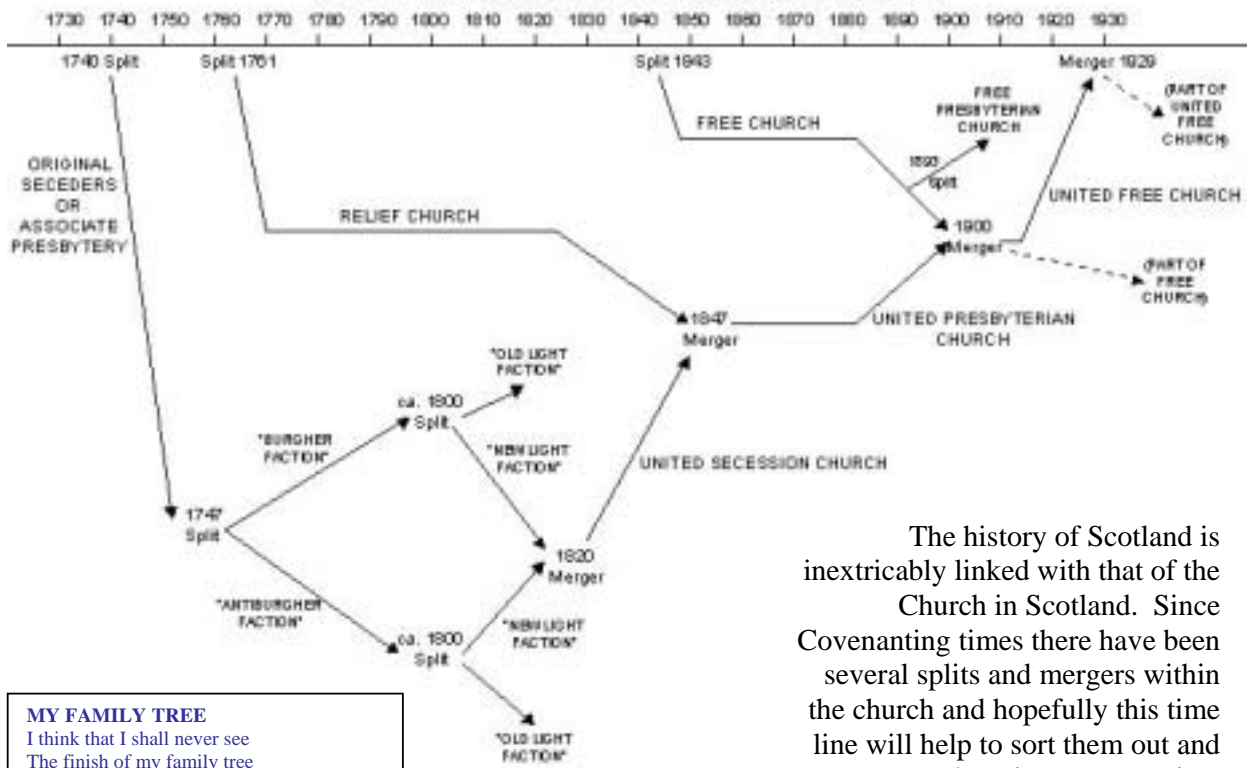 1730 1740 1750 1760 1770 1780 1790 1800 1810 1820 1830 1840 1850 1860 1870 1880 1890 1900 1910 1920 1930
1740 Split
Split 1761
Split 1843
Merger 1929
(PART OF
UNITED
FREE
CHURCH)
FREE
PRESBYTERIAN
CHURCH
FREE CHURCH
1893
Split
ORIGINAL
SECEDERS
OR
ASSOCIATE
PRESBYTERY
UNITED FREE CHURCH
RELIEF CHURCH
1900
Merger
(PART OF
FREE
CHURCH)
1847
Merger
UNITED PRESBYTERIAN
CHURCH
"OLD LIGHT
FACTION"
ca. 1800
Split
"BURGHER
FACTION"
"NEW LIGHT
FACTION"
UNITED SECESSION CHURCH
1747
Split
1820
Merger
"ANTIBURGHER
FACTION"
"NEW LIGHT
FACTION"
ca. 1800
Split
"OLD LIGHT
FACTION"
The history of Scotland is
inextricably linked with that of the
Church in Scotland. Since
Covenanting times there have been
several splits and mergers within
the church and hopefully this time
line will help to sort them out and
MY FAMILY TREE
I think that I shall never see
The finish of my family tree